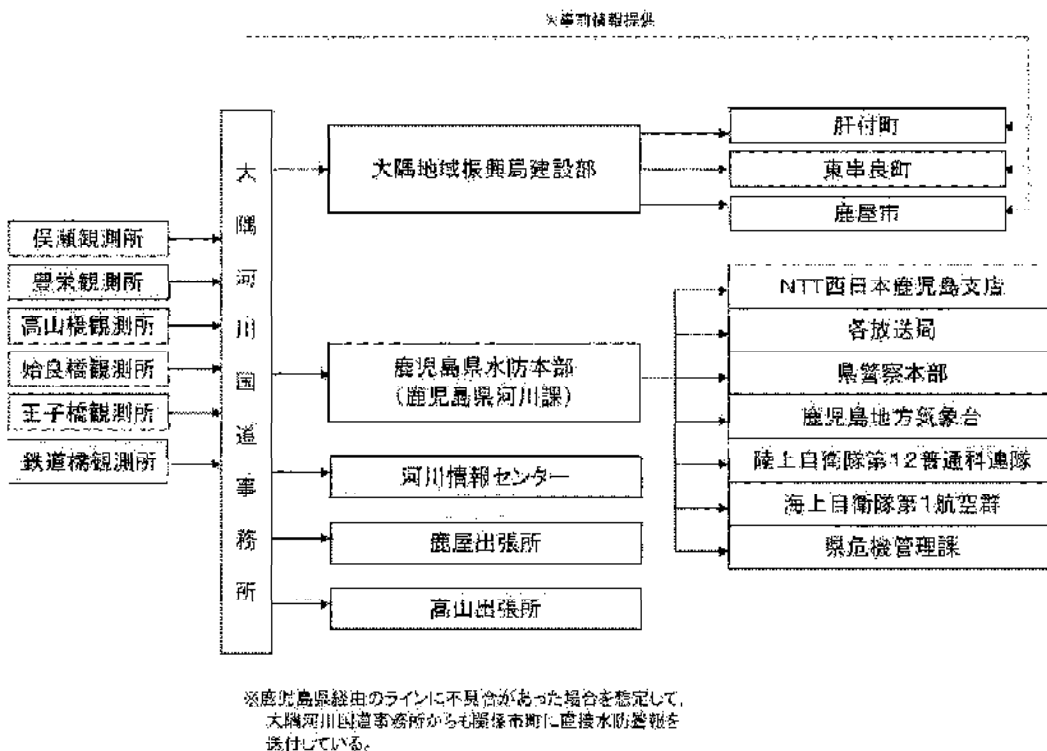 ※事前情報提供
肝付町
大隅地域振興局建設部
東串良町
鹿屋市
大隅河川国道事務所
俣瀬観測所
豊栄観測所
高山橋観測所
姶良橋観測所
王子橋観測所
鉄道橋観測所
鹿児島県水防本部
(鹿児島県河川課)
NTT西日本鹿児島支店
各放送局
県警察本部
鹿児島地方気象台
陸上自衛隊第12普通科連隊
海上自衛隊第1航空群
県危機管理課
河川情報センター
鹿屋出張所
高山出張所
※鹿児島県経由のラインに不具合があった場合を想定して、
大隅河川国道事務所からも関係市町に直接水防警報を
送付している。